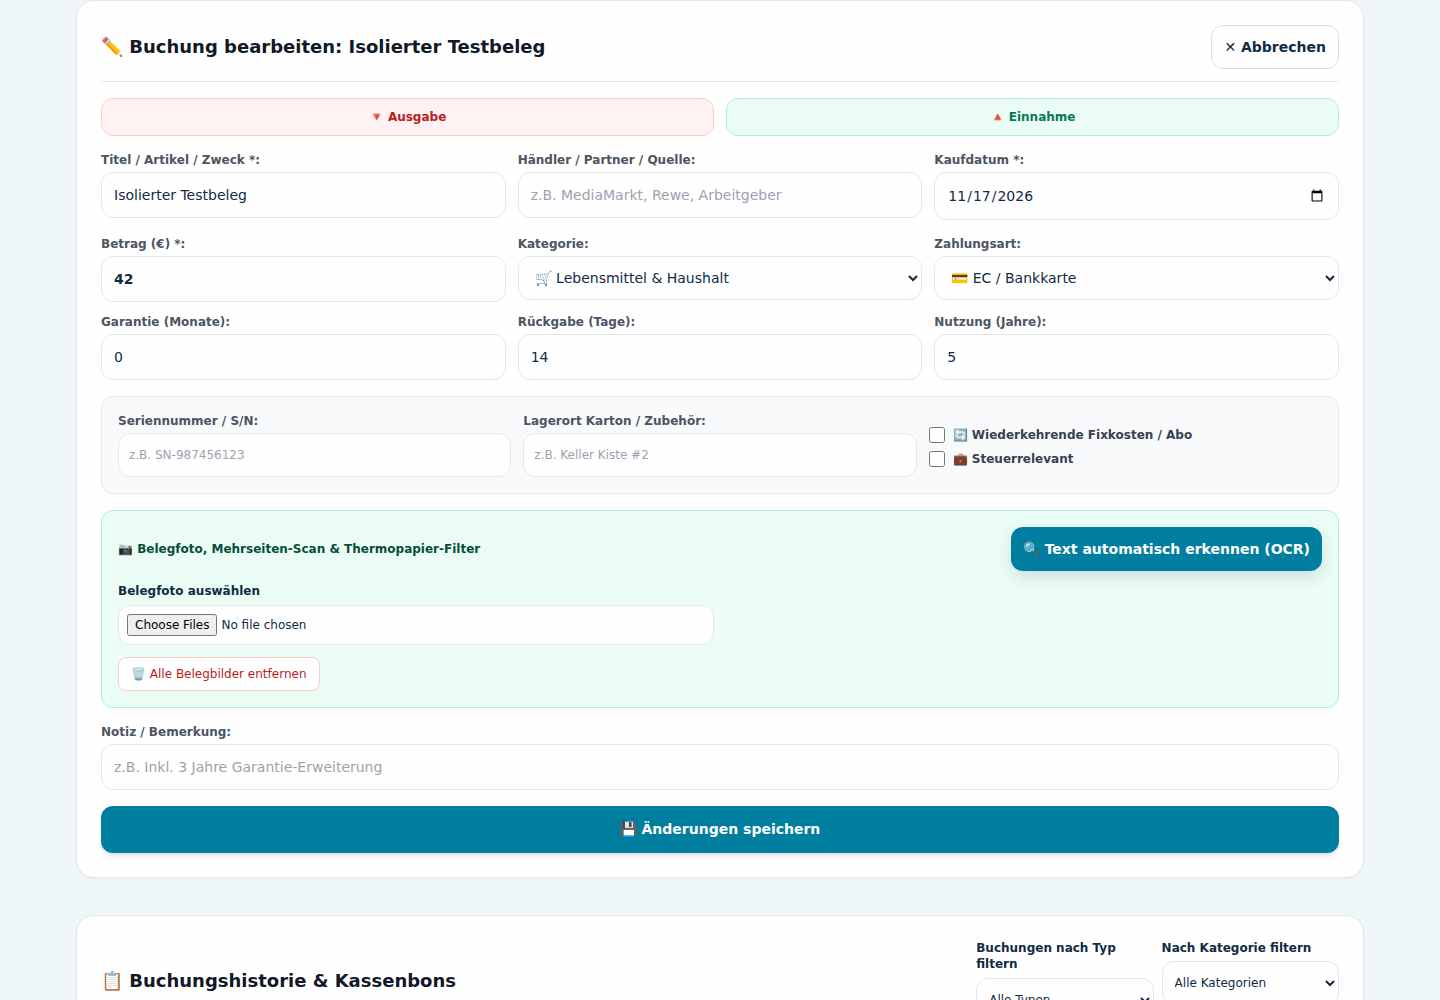 ✏️ Buchung bearbeiten: Isolierter Testbeleg
✕ Abbrechen
🔻 Ausgabe
🔺 Einnahme
Titel / Artikel / Zweck *:
Händler / Partner / Quelle:
Kaufdatum *:
Isolierter Testbeleg
z.B. MediaMarkt, Rewe, Arbeitgeber
11/17/2026
Betrag (€) *:
Kategorie:
Zahlungsart:
42
🛒 Lebensmittel & Haushalt
💳 EC / Bankkarte
Garantie (Monate):
Rückgabe (Tage):
Nutzung (Jahre):
0
14
5
Seriennummer / S/N:
Lagerort Karton / Zubehör:
z.B. SN-987456123
z.B. Keller Kiste #2
🔄 Wiederkehrende Fixkosten / Abo
💼 Steuerrelevant
📷 Belegfoto, Mehrseiten-Scan & Thermopapier-Filter
🔍 Text automatisch erkennen (OCR)
Belegfoto auswählen
Choose Files No file chosen
🗑️ Alle Belegbilder entfernen
Notiz / Bemerkung:
z.B. Inkl. 3 Jahre Garantie-Erweiterung
💾 Änderungen speichern
📋 Buchungshistorie & Kassenbons
Buchungen nach Typ
filtern
Alle Typen
Nach Kategorie filtern
Alle Kategorien